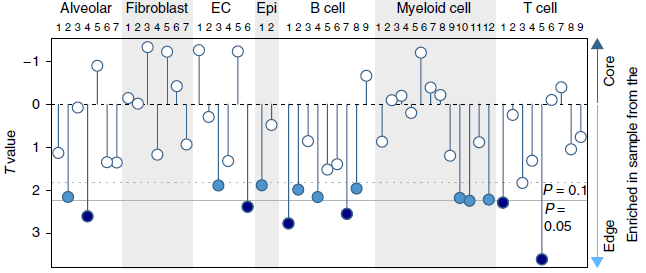 Alveolar Fibroblast EC Epi B cell Myeloid cell T cell
1 2 3 4 5 6 7 1 2 3 4 5 6 7 1 2 3 4 5 6 1 2 1 2 3 4 5 6 7 8 9 1 2 3 4 5 6 7 8 9 10 11 12 1 2 3 4 5 6 7 8 9
−1
0
1
2
3
T value
P = 0.1
P =
0.05
Core
Edge
Enriched in sample from the